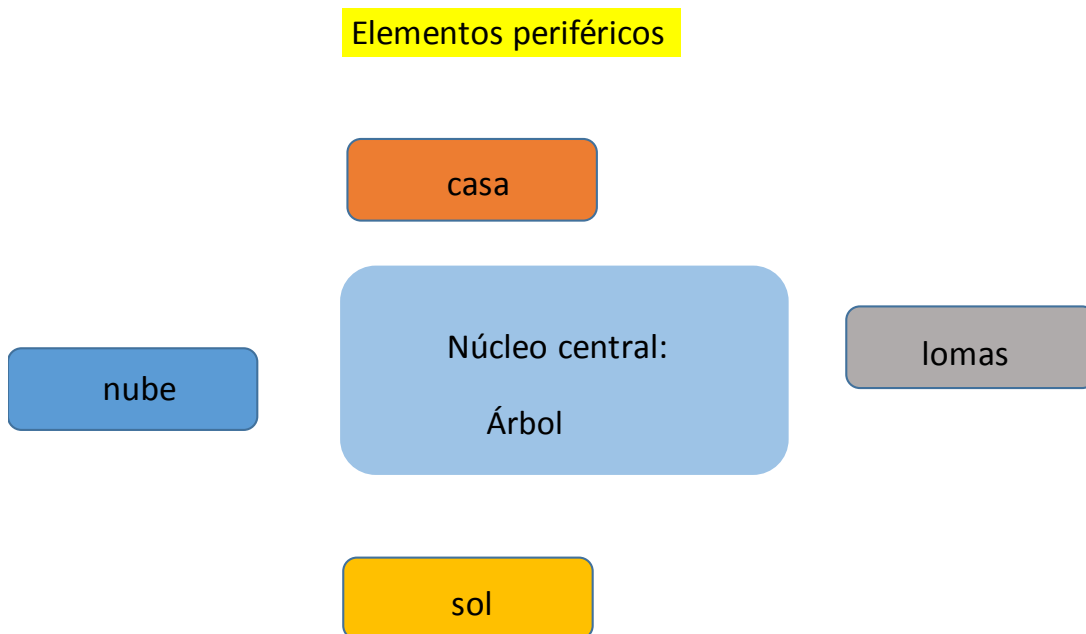 Elementos periféricos
casa
Núcleo central:
lomas
nube
Árbol
sol